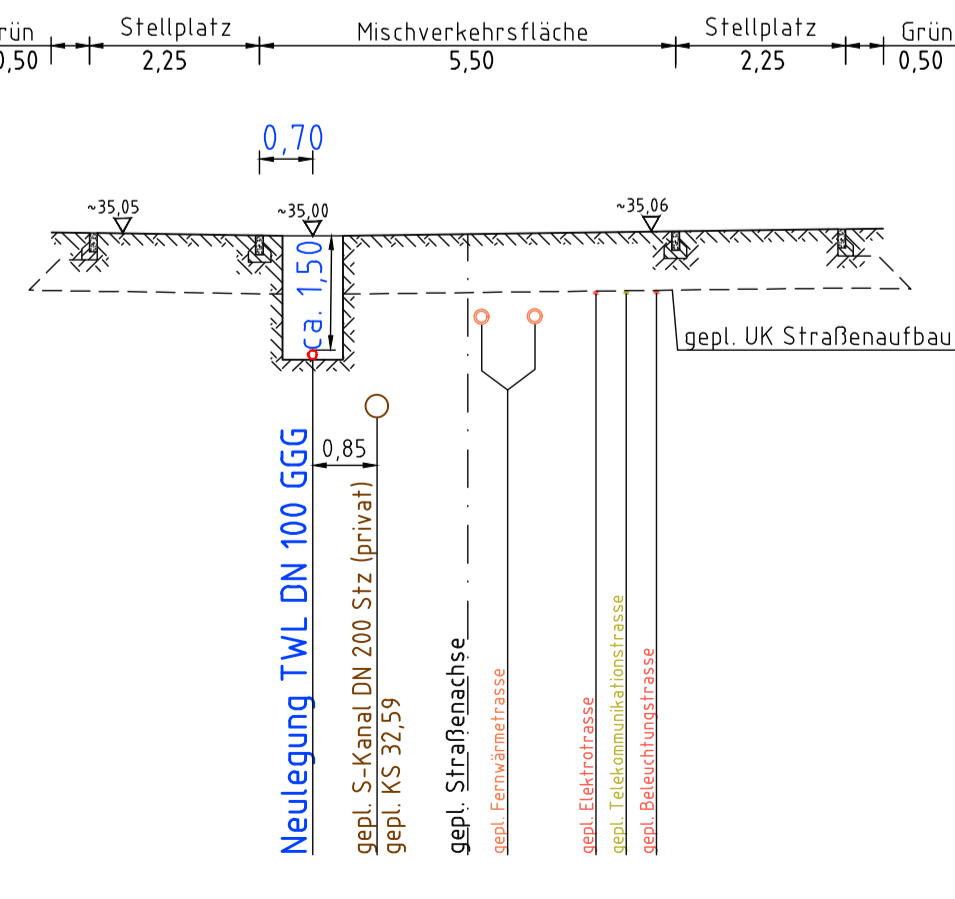 rün
0,50
Stellplatz
2,25
Mischverkehrsfläche
5,50
Stellplatz
2,25
Grün
0,50
0,70
~35,05
~35,00
~35,06
ca. 1,50
gepl. UK Straßenaufbau
0,85
Neulegung TWL DN 100 GGG
gepl. S-Kanal DN 200 Stz (privat)
gepl. KS 32,59
gepl. Straßenachse
gepl. Fernwärmetrasse
gepl. Elektrotrasse
gepl. Telekommunikationstrasse
gepl. Beleuchtungstrasse